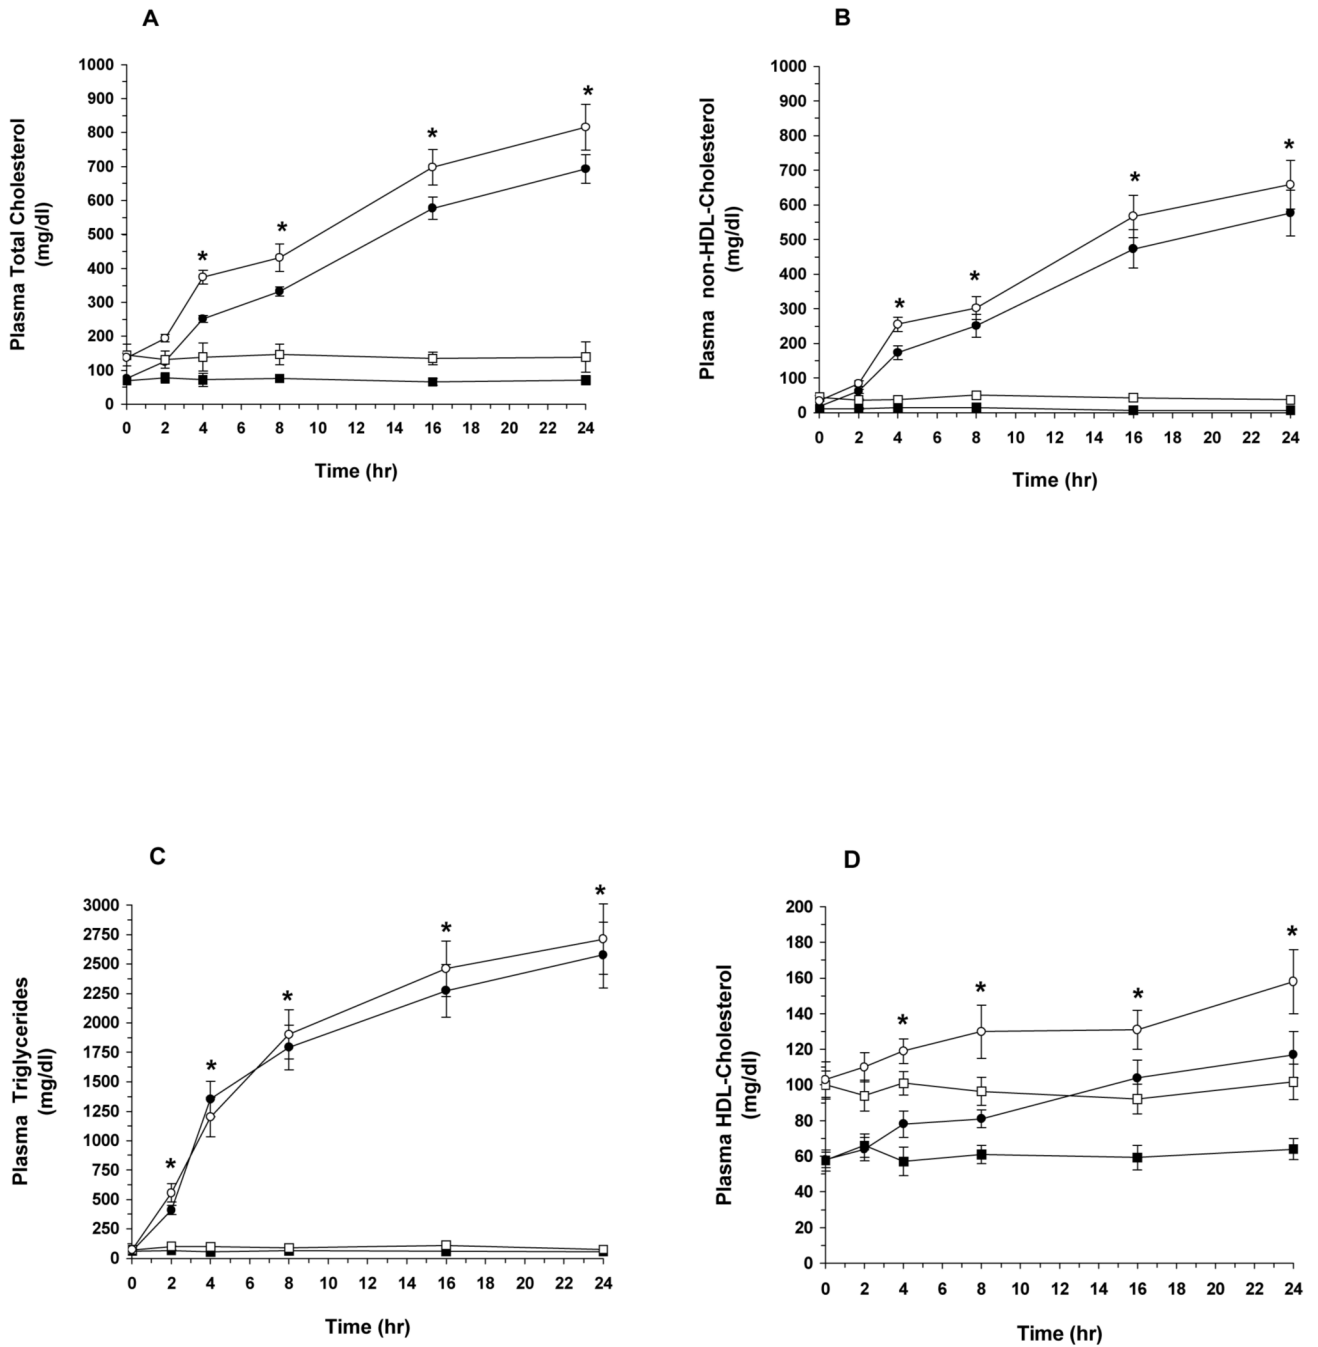 A
Plasma Total Cholesterol
(mg/dl)
1000
900
800
700
600
500
400
300
200
100
0
* * * * *
0 2 4 6 8 10 12 14 16 18 20 22 24
Time (hr)
B
Plasma non-HDL-Cholesterol
(mg/dl)
1000
900
800
700
600
500
400
300
200
100
0
* * * * *
0 2 4 6 8 10 12 14 16 18 20 22 24
Time (hr)
C
Plasma Triglycerides
(mg/dl)
3000
2750
2500
2250
2000
1750
1500
1250
1000
750
500
250
0
* * * * *
0 2 4 6 8 10 12 14 16 18 20 22 24
Time (hr)
D
Plasma HDL-Cholesterol
(mg/dl)
200
180
160
140
120
100
80
60
40
20
0
* * * *
0 2 4 6 8 10 12 14 16 18 20 22 24
Time (hr)